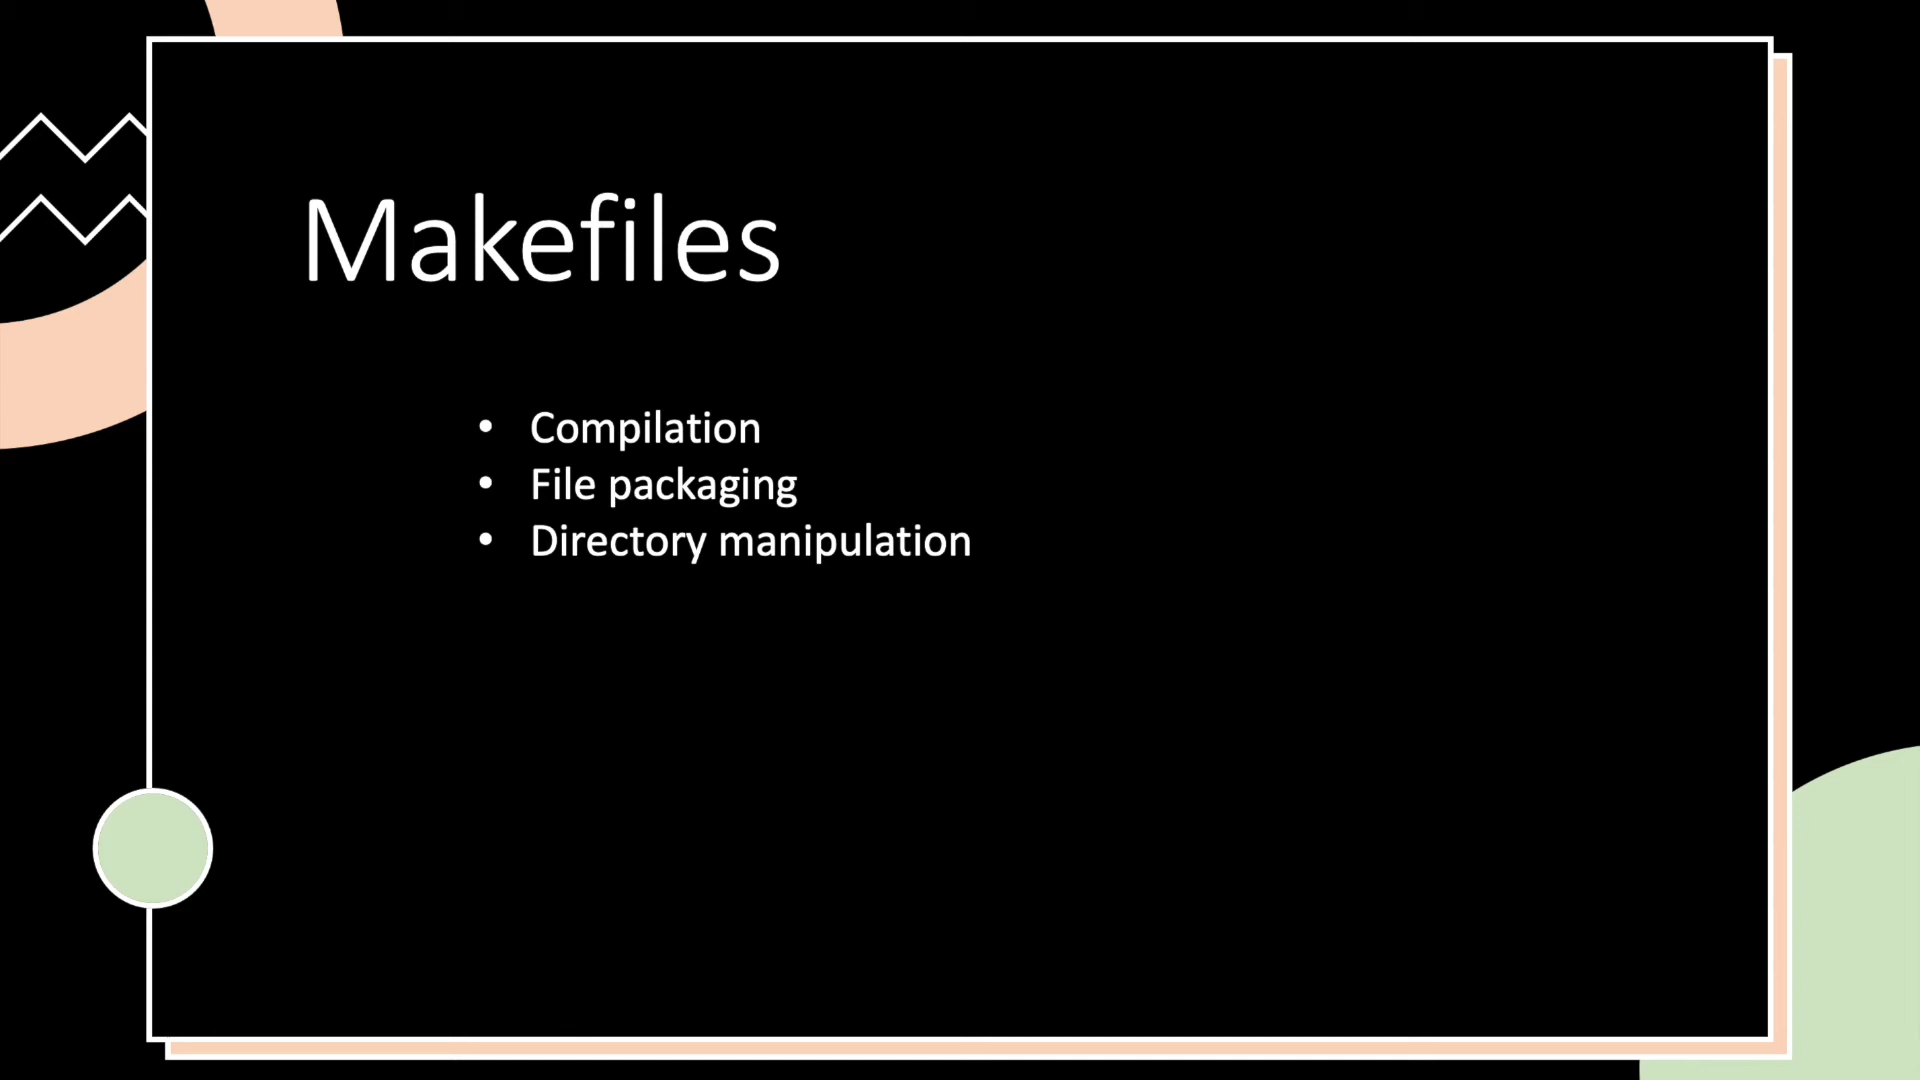 Makefiles
• Compilation
• File packaging
• Directory manipulation